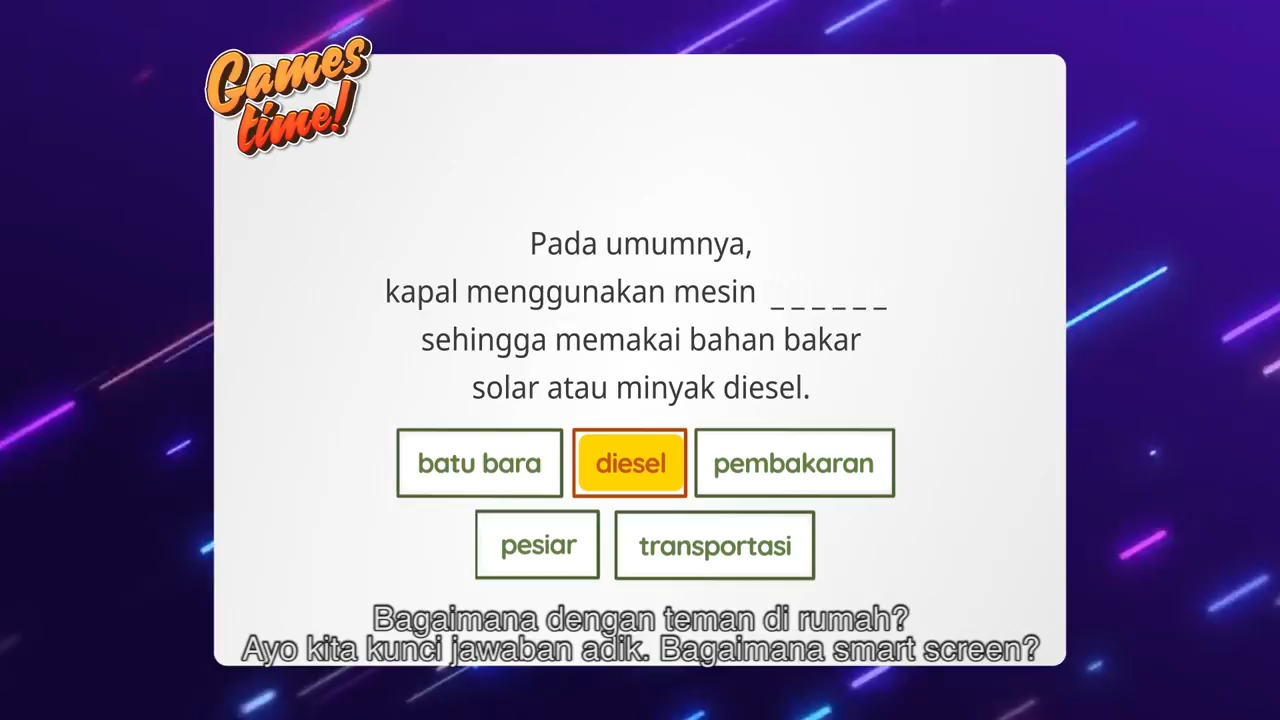 Games
time!
Pada umumnya,
kapal menggunakan mesin _ _ _ _ _ _
sehingga memakai bahan bakar
solar atau minyak diesel.
batu bara
diesel
pembakaran
pesiar
transportasi
Bagaimana dengan teman di rumah?
Ayo kita kunci jawaban adik. Bagaimana smart screen?